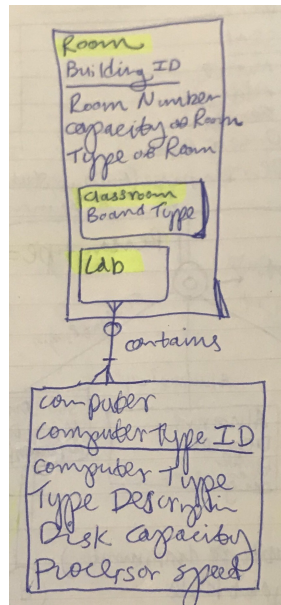 Room
Building ID
Room Number
capacity of Room
Type of Room
Classroom
Board Type
Lab
contains
computer
computer type ID
computer Type
Type Description
Disk capacity
Processor speed